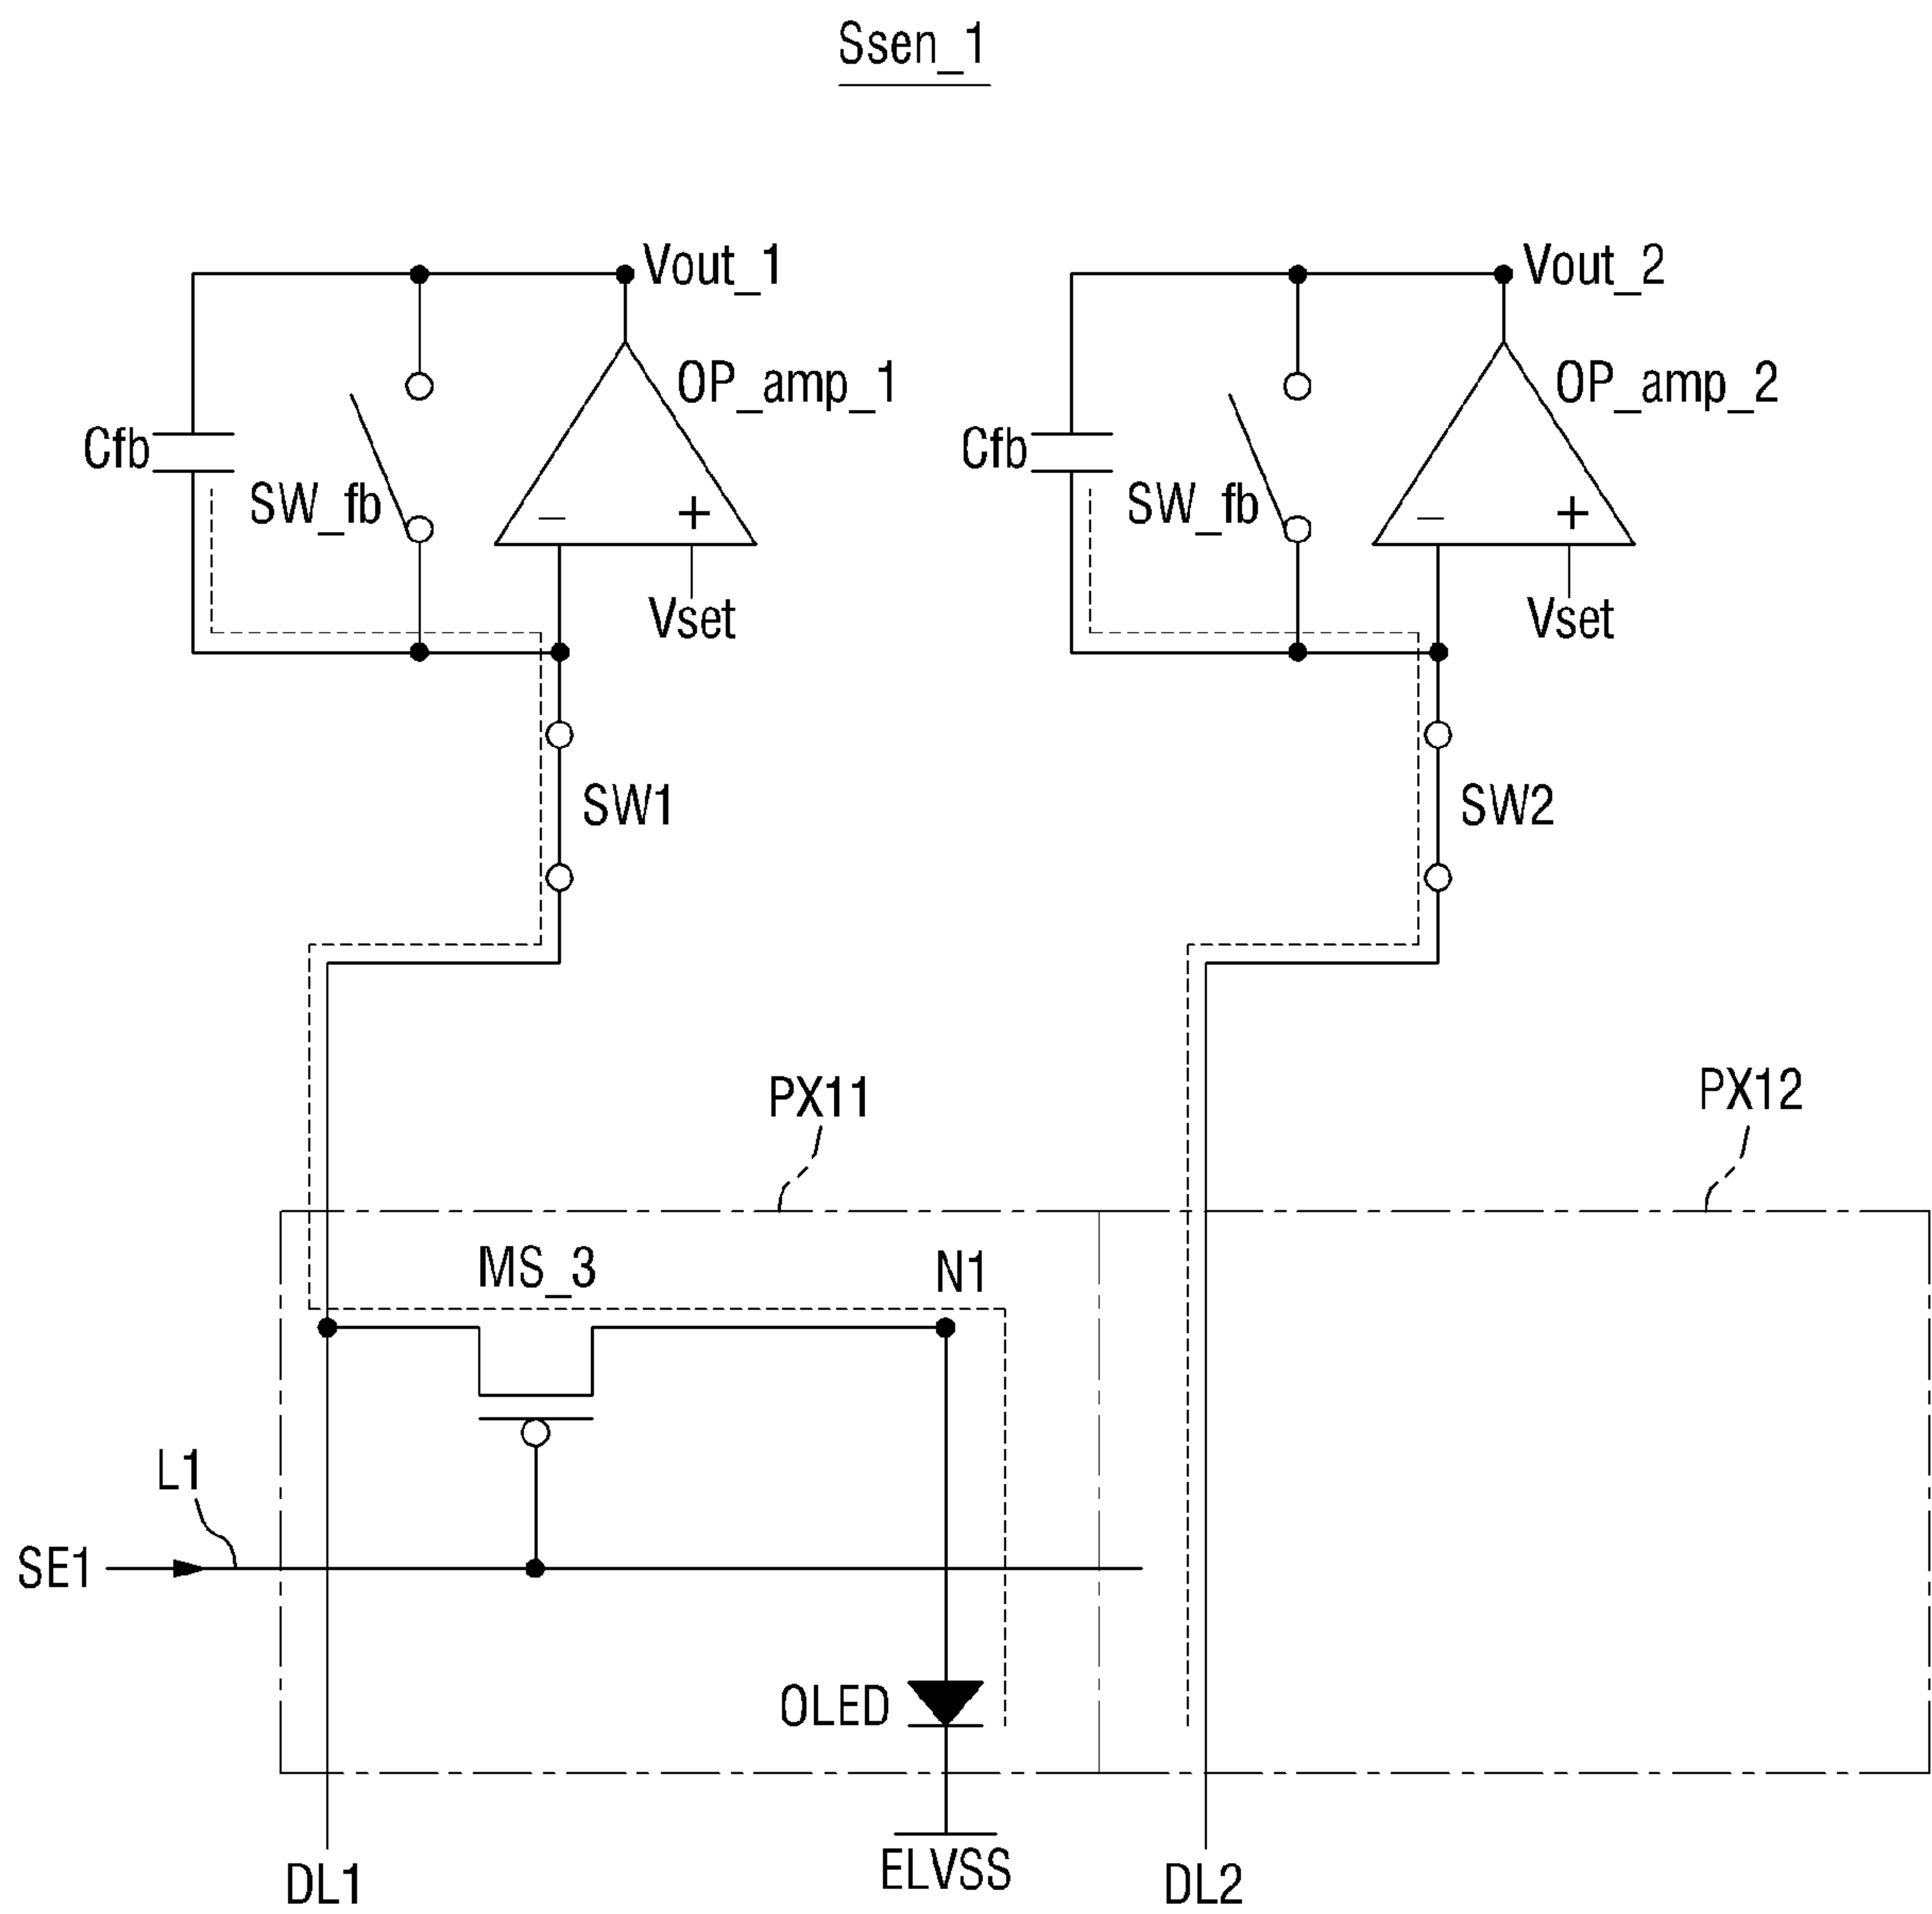 Ssen_1
Vout_1
Vout_2
OP_amp_1
OP_amp_2
Cfb
SW_fb
Cfb
SW_fb
− +
− +
Vset
Vset
SW1
SW2
PX11
PX12
MS_3
N1
L1
SE1
OLED
ELVSS
DL1
DL2